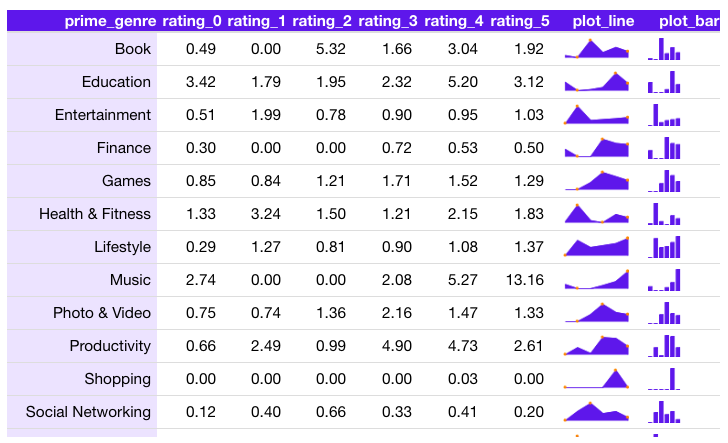 prime_genre rating_0 rating_1 rating_2 rating_3 rating_4 rating_5 plot_line plot_bar
Book 0.49 0.00 5.32 1.66 3.04 1.92
Education 3.42 1.79 1.95 2.32 5.20 3.12
Entertainment 0.51 1.99 0.78 0.90 0.95 1.03
Finance 0.30 0.00 0.00 0.72 0.53 0.50
Games 0.85 0.84 1.21 1.71 1.52 1.29
Health & Fitness 1.33 3.24 1.50 1.21 2.15 1.83
Lifestyle 0.29 1.27 0.81 0.90 1.08 1.37
Music 2.74 0.00 0.00 2.08 5.27 13.16
Photo & Video 0.75 0.74 1.36 2.16 1.47 1.33
Productivity 0.66 2.49 0.99 4.90 4.73 2.61
Shopping 0.00 0.00 0.00 0.00 0.03 0.00
Social Networking 0.12 0.40 0.66 0.33 0.41 0.20